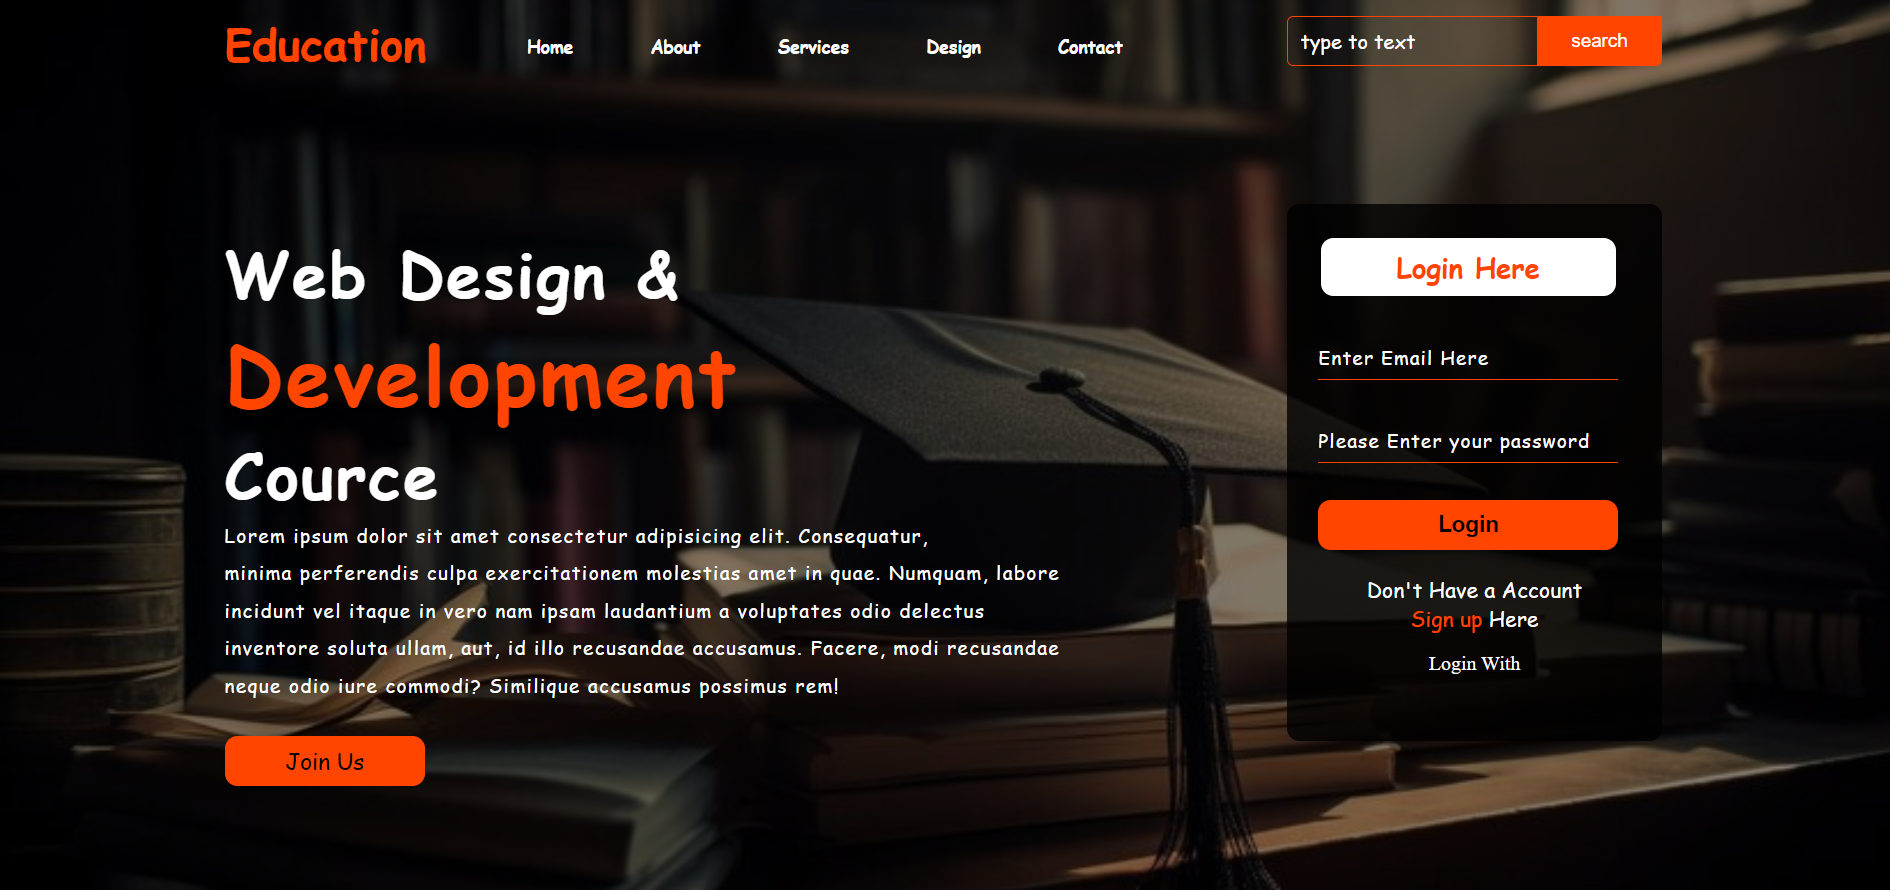 Education
Home
About
Services
Design
Contact
type to text
search
Web Design &
Development
Cource
Lorem ipsum dolor sit amet consectetur adipisicing elit. Consequatur,
minima perferendis culpa exercitationem molestias amet in quae. Numquam, labore
incidunt vel itaque in vero nam ipsam laudantium a voluptates odio delectus
inventore soluta ullam, aut, id illo recusandae accusamus. Facere, modi recusandae
neque odio iure commodi? Similique accusamus possimus rem!
Join Us
Login Here
Enter Email Here
Please Enter your password
Login
Don't Have a Account
Sign up Here
Login With